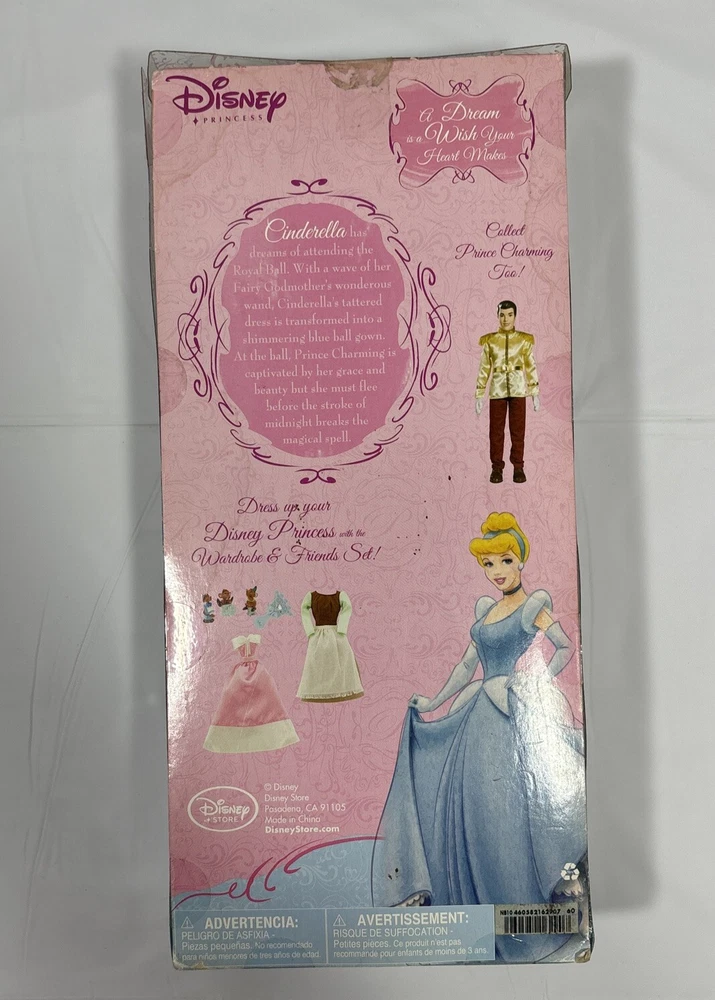 Disney
PRINCESS
A Dream
is a Wish Your
Heart Makes
Cinderella has
dreams of attending the
Royal Ball. With a wave of her
Fairy Godmother's wonderous
wand, Cinderella's tattered
dress is transformed into a
shimmering blue ball gown.
At the ball, Prince Charming is
captivated by her grace and
beauty but she must flee
before the stroke of
midnight breaks the
magical spell.
Collect
Prince Charming
Too!
Dress up your
Disney Princess with the
Wardrobe & Friends Set!
Disney
STORE
© Disney
Disney Store
Pasadena, CA 91105
Made in China
DisneyStore.com
⚠ ADVERTENCIA:
PELIGRO DE ASFIXIA -
Piezas pequeñas. No recomendado
para niños menores de tres años de edad.
⚠ AVERTISSEMENT:
RISQUE DE SUFFOCATION -
Petites pièces. Ce produit n'est pas
recommandé pour enfants de moins de 3 ans.
NB10 460582162907 60